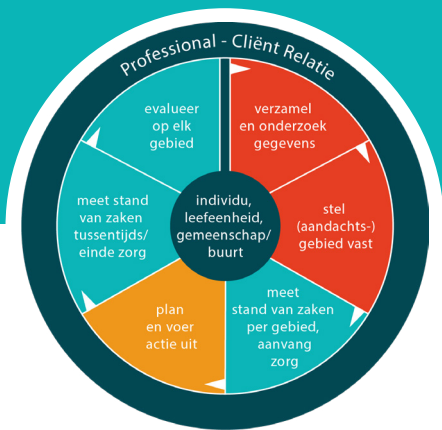 Professional - Cliënt Relatie
verzamel
en onderzoek
gegevens
stel
(aandachts-)
gebied vast
meet
stand van zaken
per gebied,
aanvang
zorg
plan
en voer
actie uit
meet stand
van zaken
tussentijds/
einde zorg
evalueer
op elk
gebied
individu,
leefeenheid,
gemeenschap/
buurt